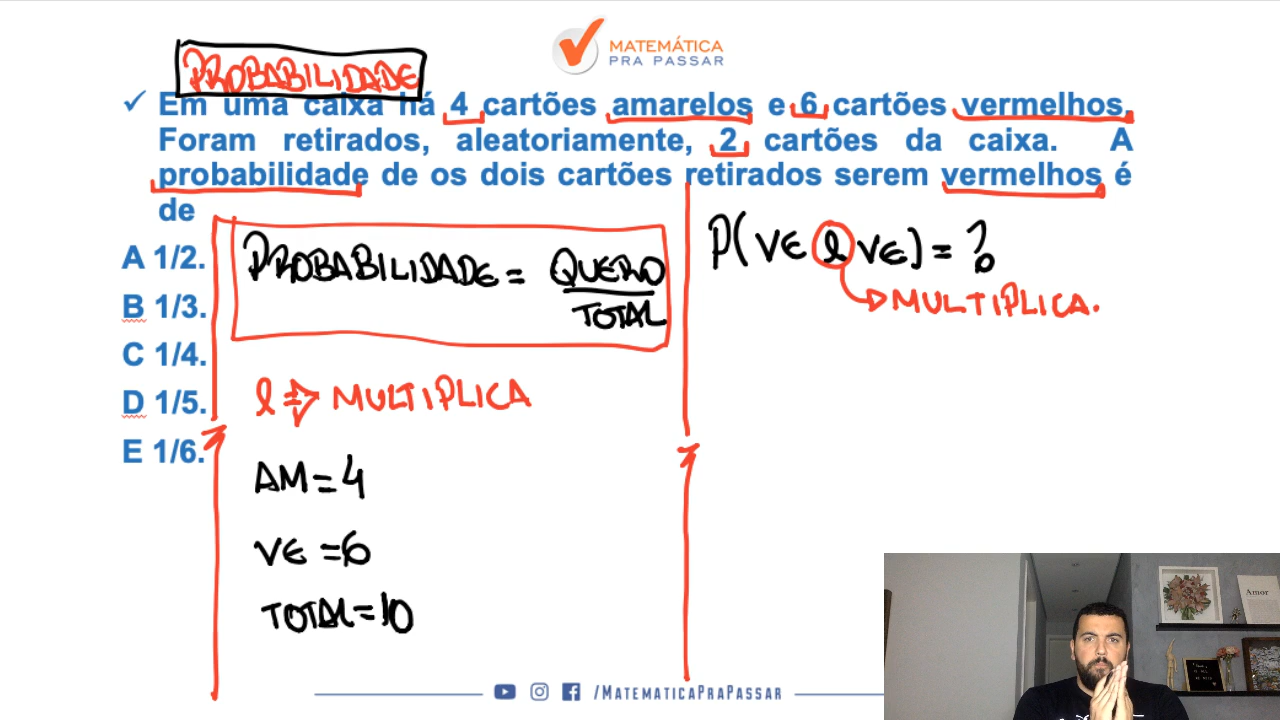 MATEMÁTICA
PRA PASSAR
PROBABILIDADE
✓ Em uma caixa há 4 cartões amarelos e 6 cartões vermelhos.
Foram retirados, aleatoriamente, 2 cartões da caixa. A
probabilidade de os dois cartões retirados serem vermelhos é
de
A 1/2.
B 1/3.
C 1/4.
D 1/5.
E 1/6.
PROBABILIDADE = QUERO
TOTAL
e ⇒ MULTIPLICA
AM = 4
VE = 6
TOTAL = 10
P(VE e VE) = ?
MULTIPLICA.
Amor
/MATEMATICAPRAPASSAR